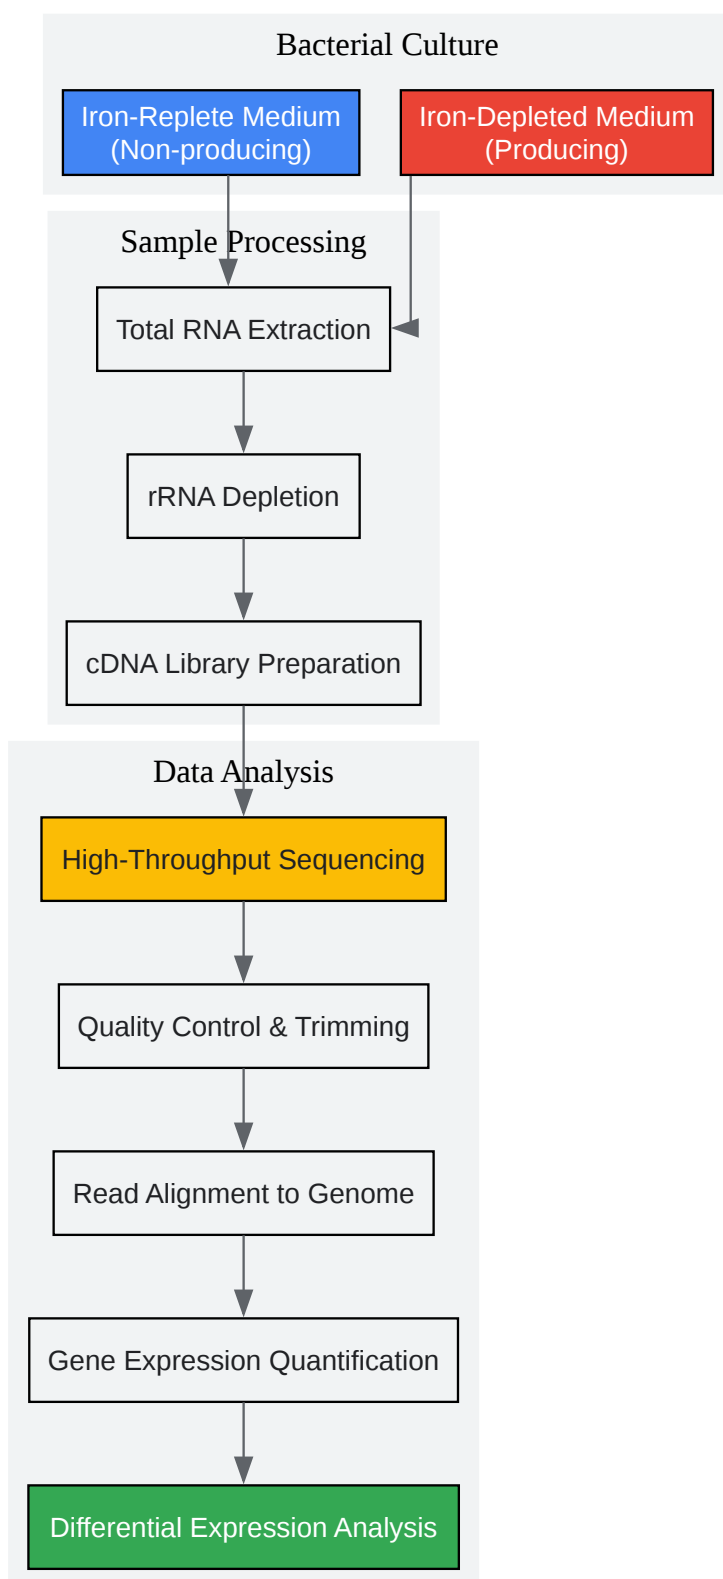 Bacterial Culture
Iron-Replete Medium
(Non-producing)
Iron-Depleted Medium
(Producing)
Sample Processing
Total RNA Extraction
rRNA Depletion
cDNA Library Preparation
Data Analysis
High-Throughput Sequencing
Quality Control & Trimming
Read Alignment to Genome
Gene Expression Quantification
Differential Expression Analysis